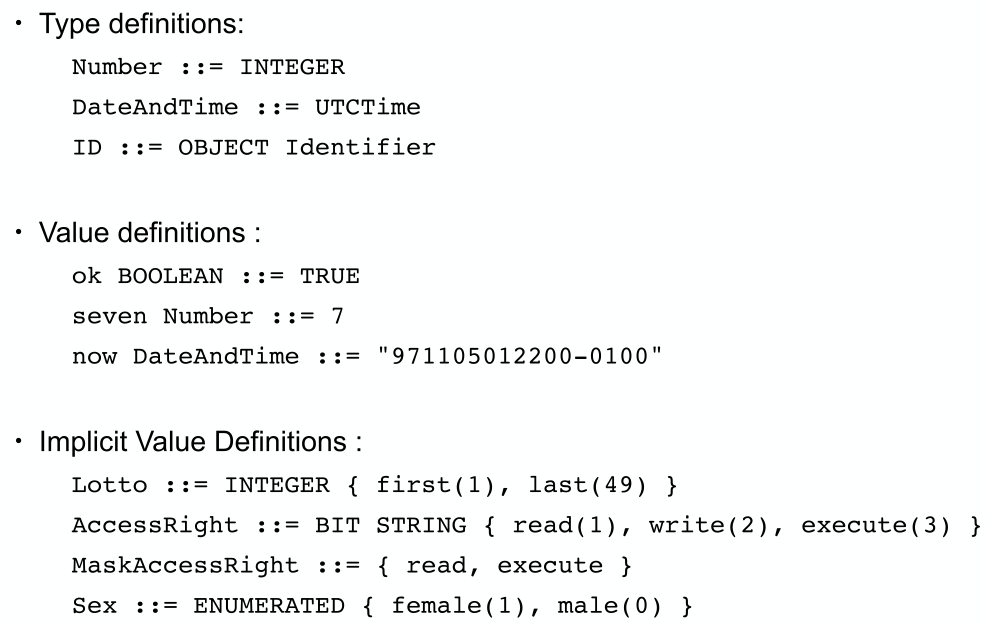 • Type definitions:
Number ::= INTEGER
DateAndTime ::= UTCTime
ID ::= OBJECT Identifier
• Value definitions :
ok BOOLEAN ::= TRUE
seven Number ::= 7
now DateAndTime ::= "971105012200-0100"
• Implicit Value Definitions :
Lotto ::= INTEGER { first(1), last(49) }
AccessRight ::= BIT STRING { read(1), write(2), execute(3) }
MaskAccessRight ::= { read, execute }
Sex ::= ENUMERATED { female(1), male(0) }